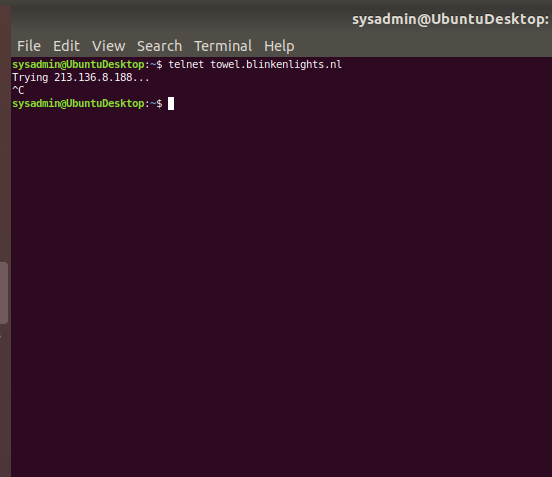 sysadmin@UbuntuDesktop:
File Edit View Search Terminal Help
sysadmin@UbuntuDesktop:~$ telnet towel.blinkenlights.nl
Trying 213.136.8.188...
^C
sysadmin@UbuntuDesktop:~$